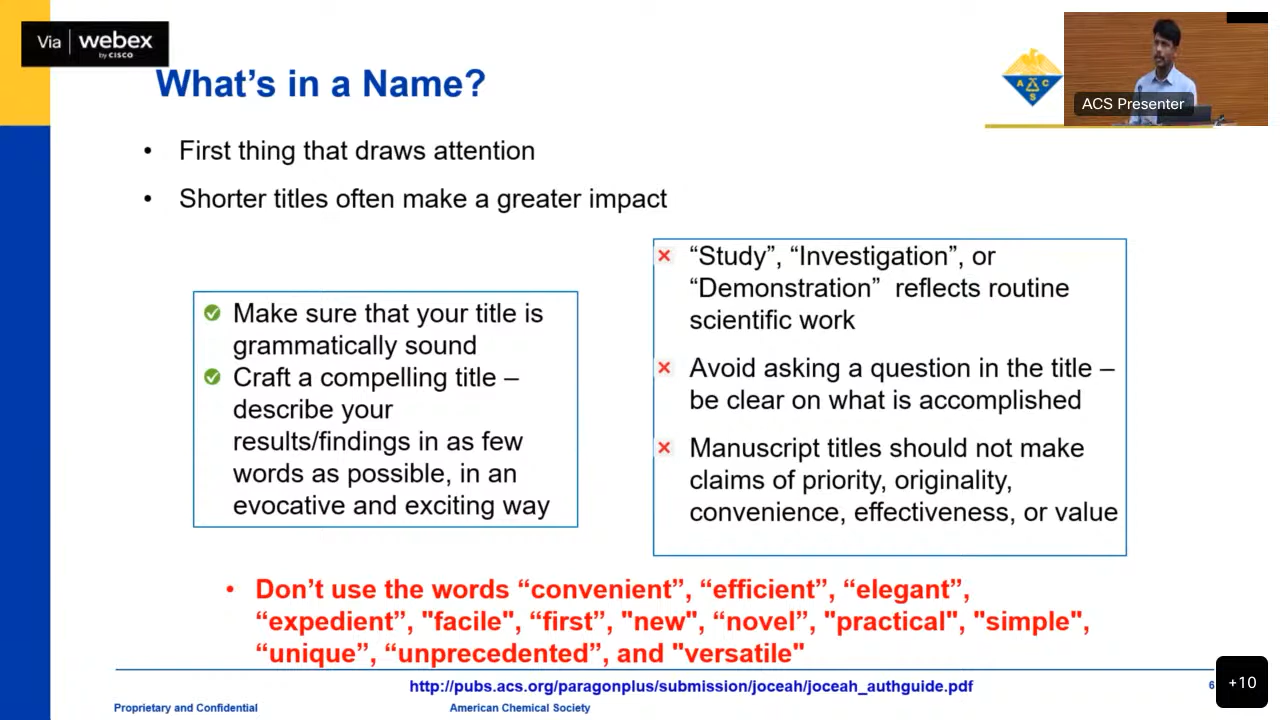 Via webex
by CISCO
What's in a Name?
A C
S
ACS Presenter
• First thing that draws attention
• Shorter titles often make a greater impact
Make sure that your title is
grammatically sound
Craft a compelling title –
describe your
results/findings in as few
words as possible, in an
evocative and exciting way
“Study”, “Investigation”, or
“Demonstration” reflects routine
scientific work
Avoid asking a question in the title –
be clear on what is accomplished
Manuscript titles should not make
claims of priority, originality,
convenience, effectiveness, or value
• Don’t use the words “convenient”, “efficient”, “elegant”,
“expedient”, "facile", “first”, "new", “novel”, "practical", "simple",
“unique”, “unprecedented”, and "versatile"
http://pubs.acs.org/paragonplus/submission/joceah/joceah_authguide.pdf
6
+10
Proprietary and Confidential
American Chemical Society